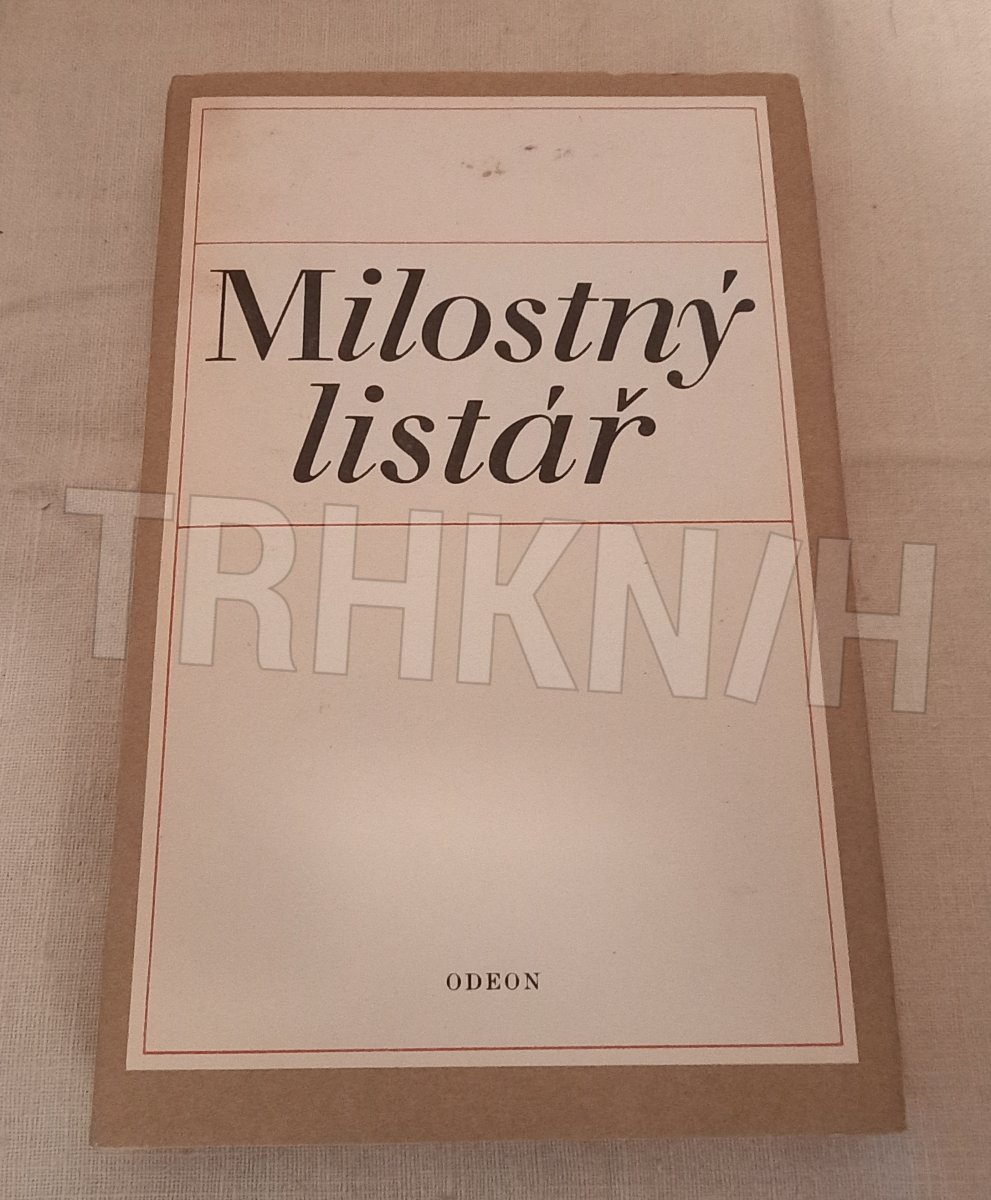 Milostný
listář
TRHKNIH
ODEON